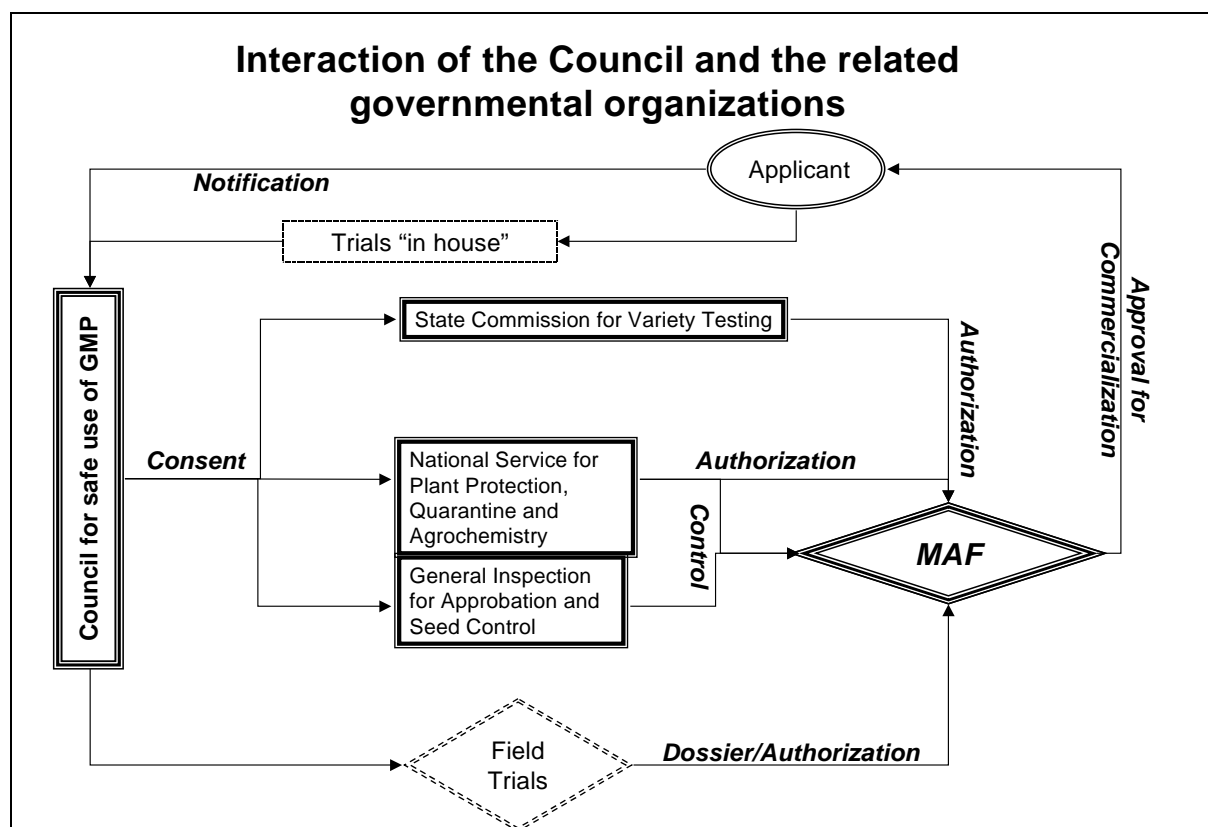 Interaction of the Council and the related
governmental organizations
Applicant
Notification
Trials “in house”
Approval for
Commercialization
Council for safe use of GMP
State Commission for Variety Testing
Authorization
Consent
National Service for
Plant Protection,
Quarantine and
Agrochemistry
Authorization
Control
MAF
General Inspection
for Approbation and
Seed Control
Field
Trials
Dossier/Authorization